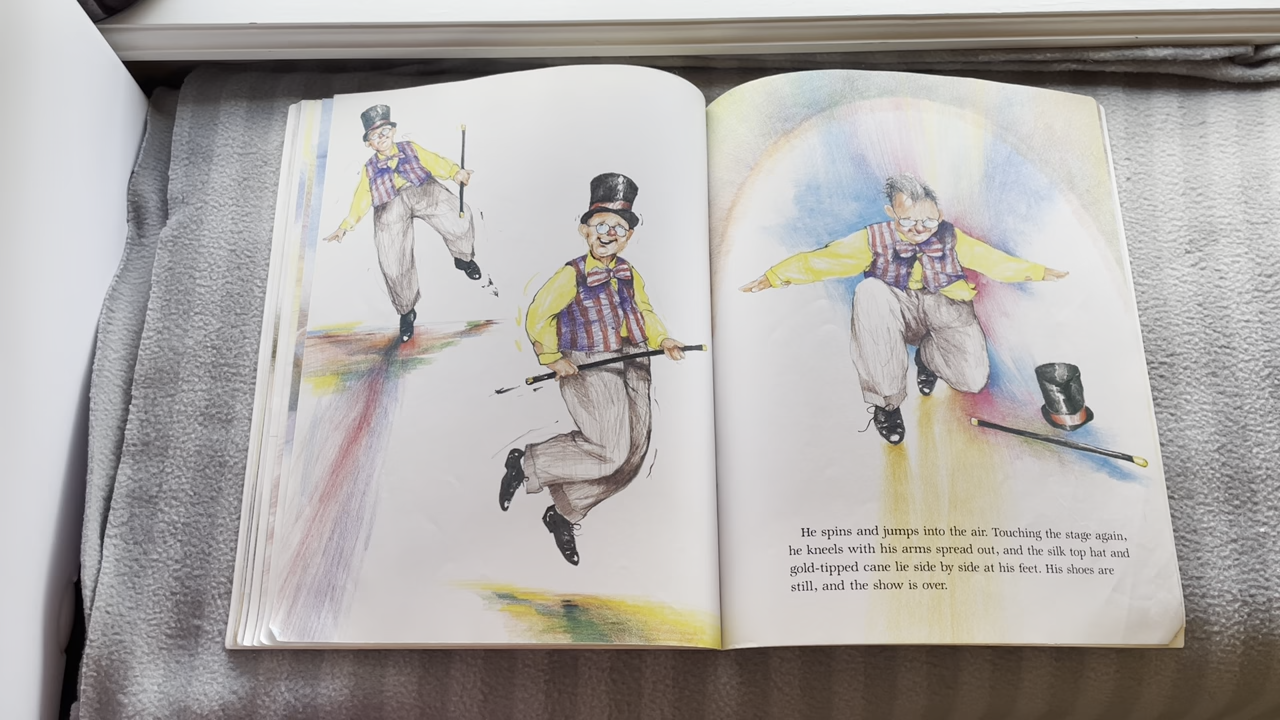 He spins and jumps into the air. Touching the stage again,
he kneels with his arms spread out, and the silk top hat and
gold-tipped cane lie side by side at his feet. His shoes are
still, and the show is over.